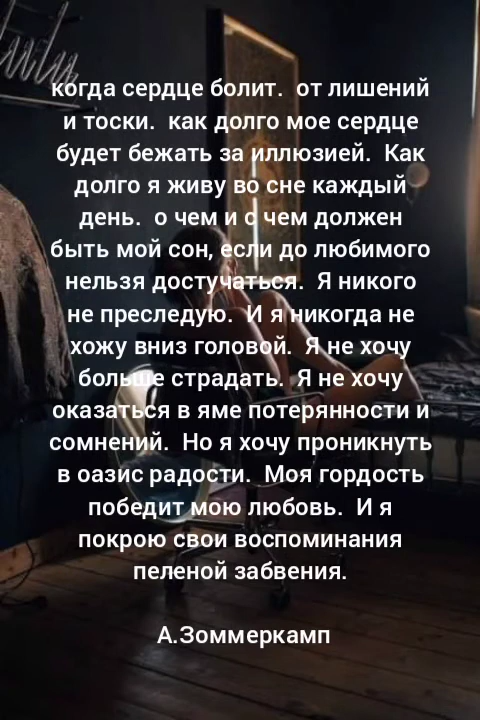 когда сердце болит.  от лишений
и тоски.  как долго мое сердце
будет бежать за иллюзией.  Как
долго я живу во сне каждый
день.  о чем и с чем должен
быть мой сон, если до любимого
нельзя достучаться.  Я никого
не преследую.  И я никогда не
хожу вниз головой.  Я не хочу
больше страдать.  Я не хочу
оказаться в яме потерянности и
сомнений.  Но я хочу проникнуть
в оазис радости.  Моя гордость
победит мою любовь.  И я
покрою свои воспоминания
пеленой забвения.
А.Зоммеркамп